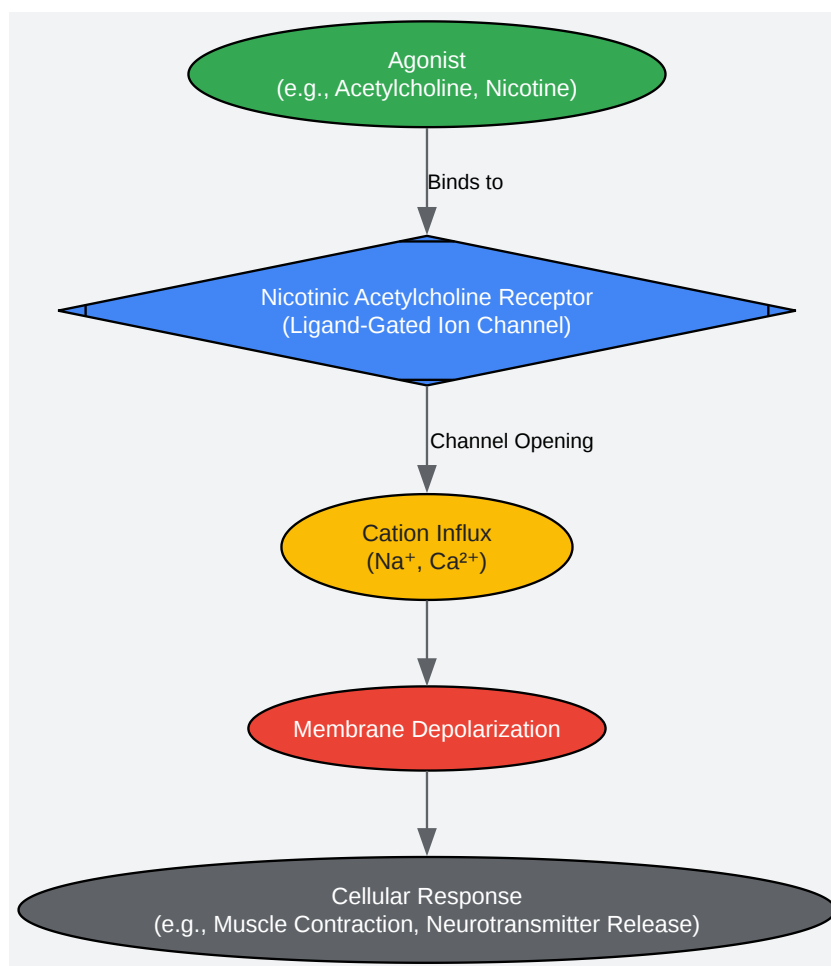 Agonist
(e.g., Acetylcholine, Nicotine)
Binds to
Nicotinic Acetylcholine Receptor
(Ligand-Gated Ion Channel)
Channel Opening
Cation Influx
(Na⁺, Ca²⁺)
Membrane Depolarization
Cellular Response
(e.g., Muscle Contraction, Neurotransmitter Release)